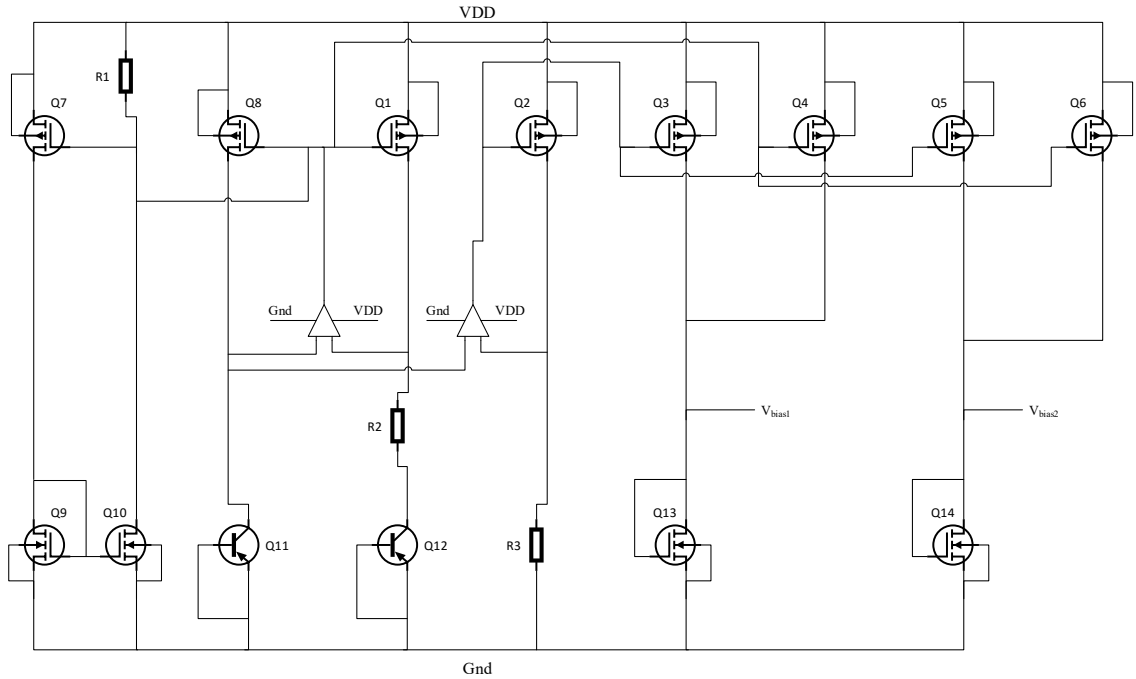 VDD
R1
Q7
Q8
Q1
Q2
Q3
Q4
Q5
Q6
Gnd
VDD
Gnd
VDD
R2
Vbias1
Vbias2
Q9
Q10
Q11
Q12
R3
Q13
Q14
Gnd